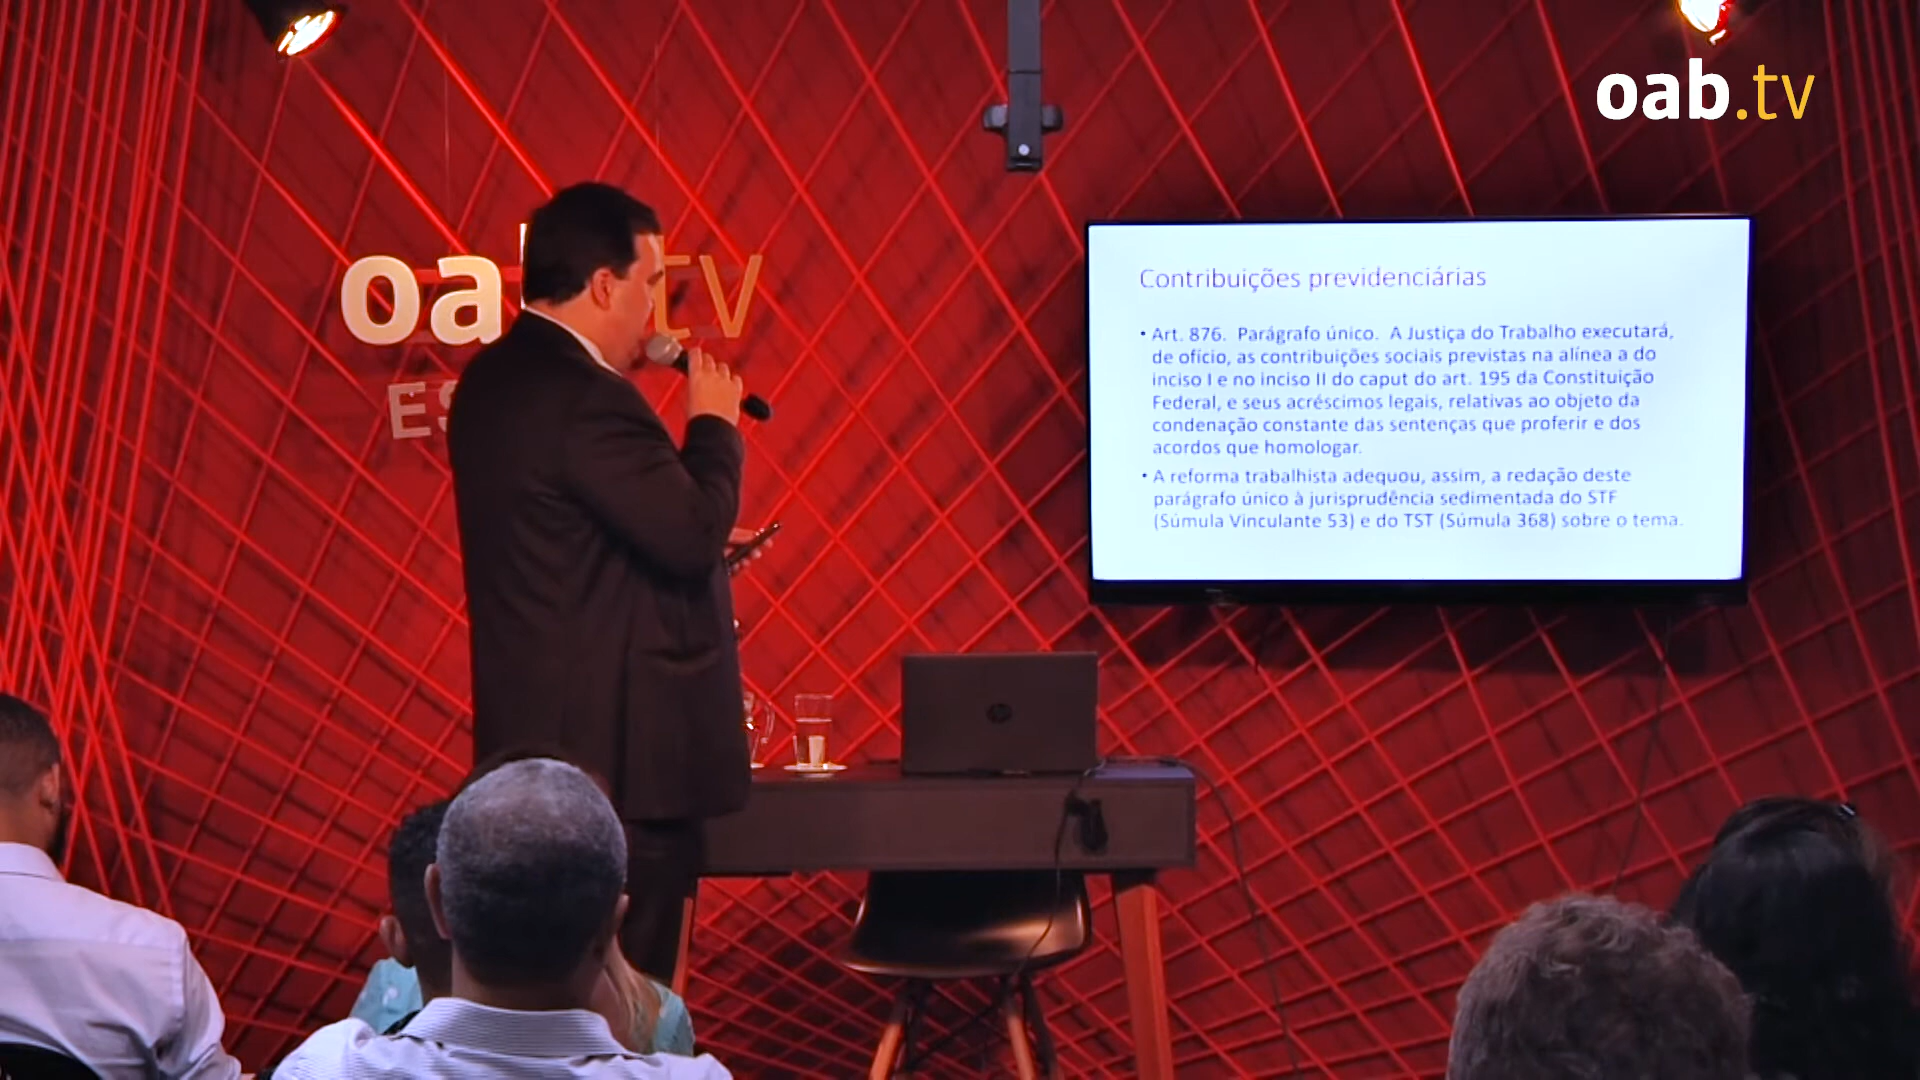 oab.tv
oa tv
ES
Contribuições previdenciárias
• Art. 876. Parágrafo único. A Justiça do Trabalho executará,
de ofício, as contribuições sociais previstas na alínea a do
inciso I e no inciso II do caput do art. 195 da Constituição
Federal, e seus acréscimos legais, relativas ao objeto da
condenação constante das sentenças que proferir e dos
acordos que homologar.
• A reforma trabalhista adequou, assim, a redação deste
parágrafo único à jurisprudência sedimentada do STF
(Súmula Vinculante 53) e do TST (Súmula 368) sobre o tema.
hp